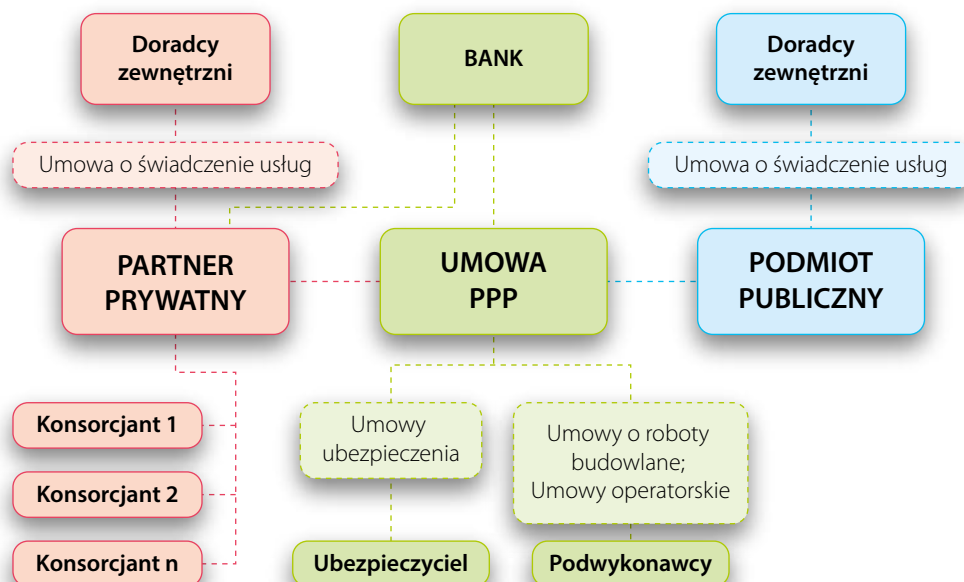 Doradcy
zewnętrzni
BANK
Doradcy
zewnętrzni
Umowa o świadczenie usług
Umowa o świadczenie usług
PARTNER
PRYWATNY
UMOWA
PPP
PODMIOT
PUBLICZNY
Konsorcjant 1
Konsorcjant 2
Konsorcjant n
Umowy
ubezpieczenia
Umowy o roboty
budowlane;
Umowy operatorskie
Ubezpieczyciel
Podwykonawcy